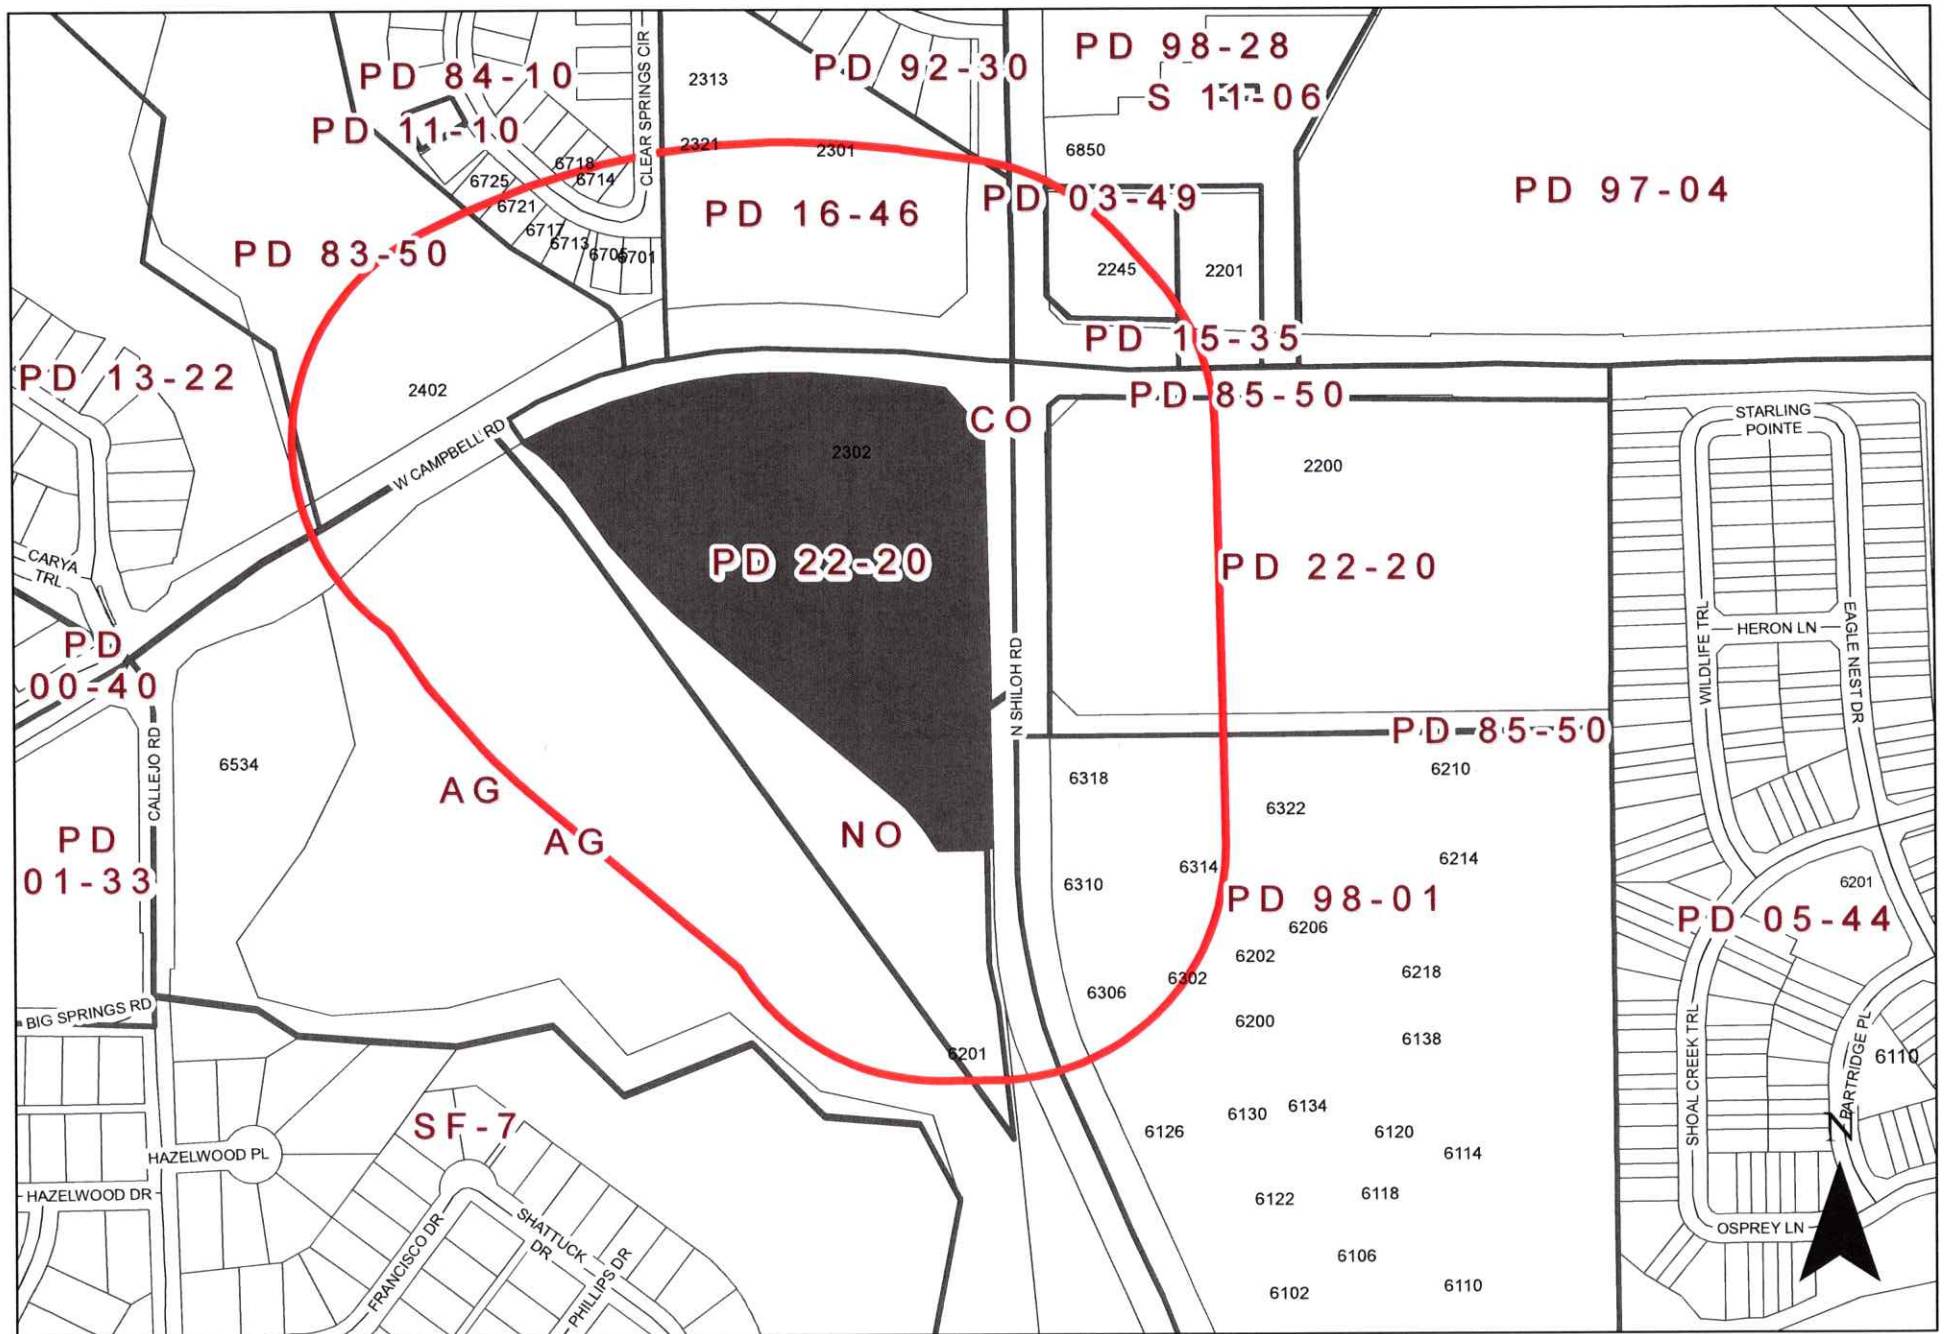 PD 98-28
PD 84-10
CLEAR SPRINGS CIR
2313
PD 92-30
S 11-06
PD 11-10
2321
2301
6850
6718
6714
6725
6721
6717
6713
6705
6701
PD 16-46
PD 03-49
PD 97-04
PD 83-50
2245
2201
PD 15-35
PD 13-22
2402
PD 85-50
CO
STARLING
POINTE
W CAMPBELL RD
2302
2200
CARYA
TRL
PD 22-20
PD 22-20
WILDLIFE TRL
HERON LN
EAGLE NEST DR
PD
00-40
N SHILOH RD
PD 85-50
CALLEJO RD
6534
6318
6210
AG
6322
PD
01-33
AG
NO
6314
6214
6310
6201
PD 98-01
PD 05-44
6206
6202
6218
6302
6306
BIG SPRINGS RD
6200
6138
6201
SHOAL CREEK TRL
PARTRIDGE PL
6110
SF-7
6130
6134
6126
6120
6114
N
HAZELWOOD PL
HAZELWOOD DR
6122
6118
FRANCISCO DR
SHATTUCK
DR
PHILLIPS DR
OSPREY LN
6106
6102
6110